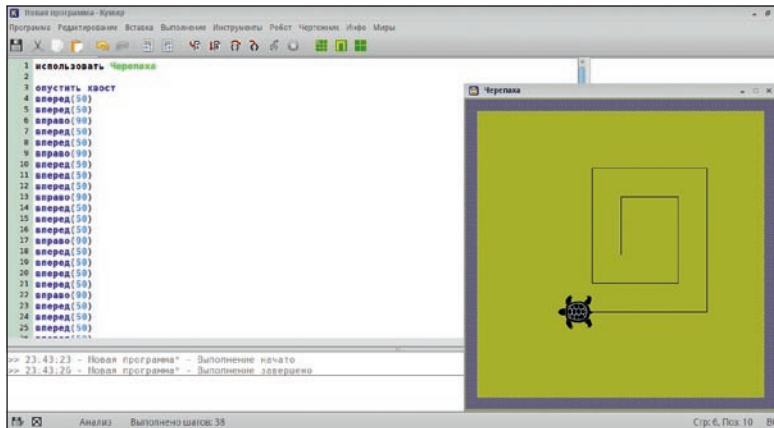 Новая программа - Кумир
Программа Редактирование Вставка Выполнение Инструменты Робот Чертежник Инфо Миры
1 использовать Черепаха
2
3 опустить хвост
4 вперед(50)
5 вперед(50)
6 вправо(90)
7 вперед(50)
8 вперед(50)
9 вправо(90)
10 вперед(50)
11 вперед(50)
12 вперед(50)
13 вправо(90)
14 вперед(50)
15 вперед(50)
16 вперед(50)
17 вправо(90)
18 вперед(50)
19 вперед(50)
20 вперед(50)
21 вперед(50)
22 вправо(90)
23 вперед(50)
24 вперед(50)
25 вперед(50)
Черепаха
>> 23:43:23 - Новая программа* - Выполнение начато
>> 23:43:26 - Новая программа* - Выполнение завершено
Анализ Выполнено шагов: 38 Стр: 6, Поз: 10